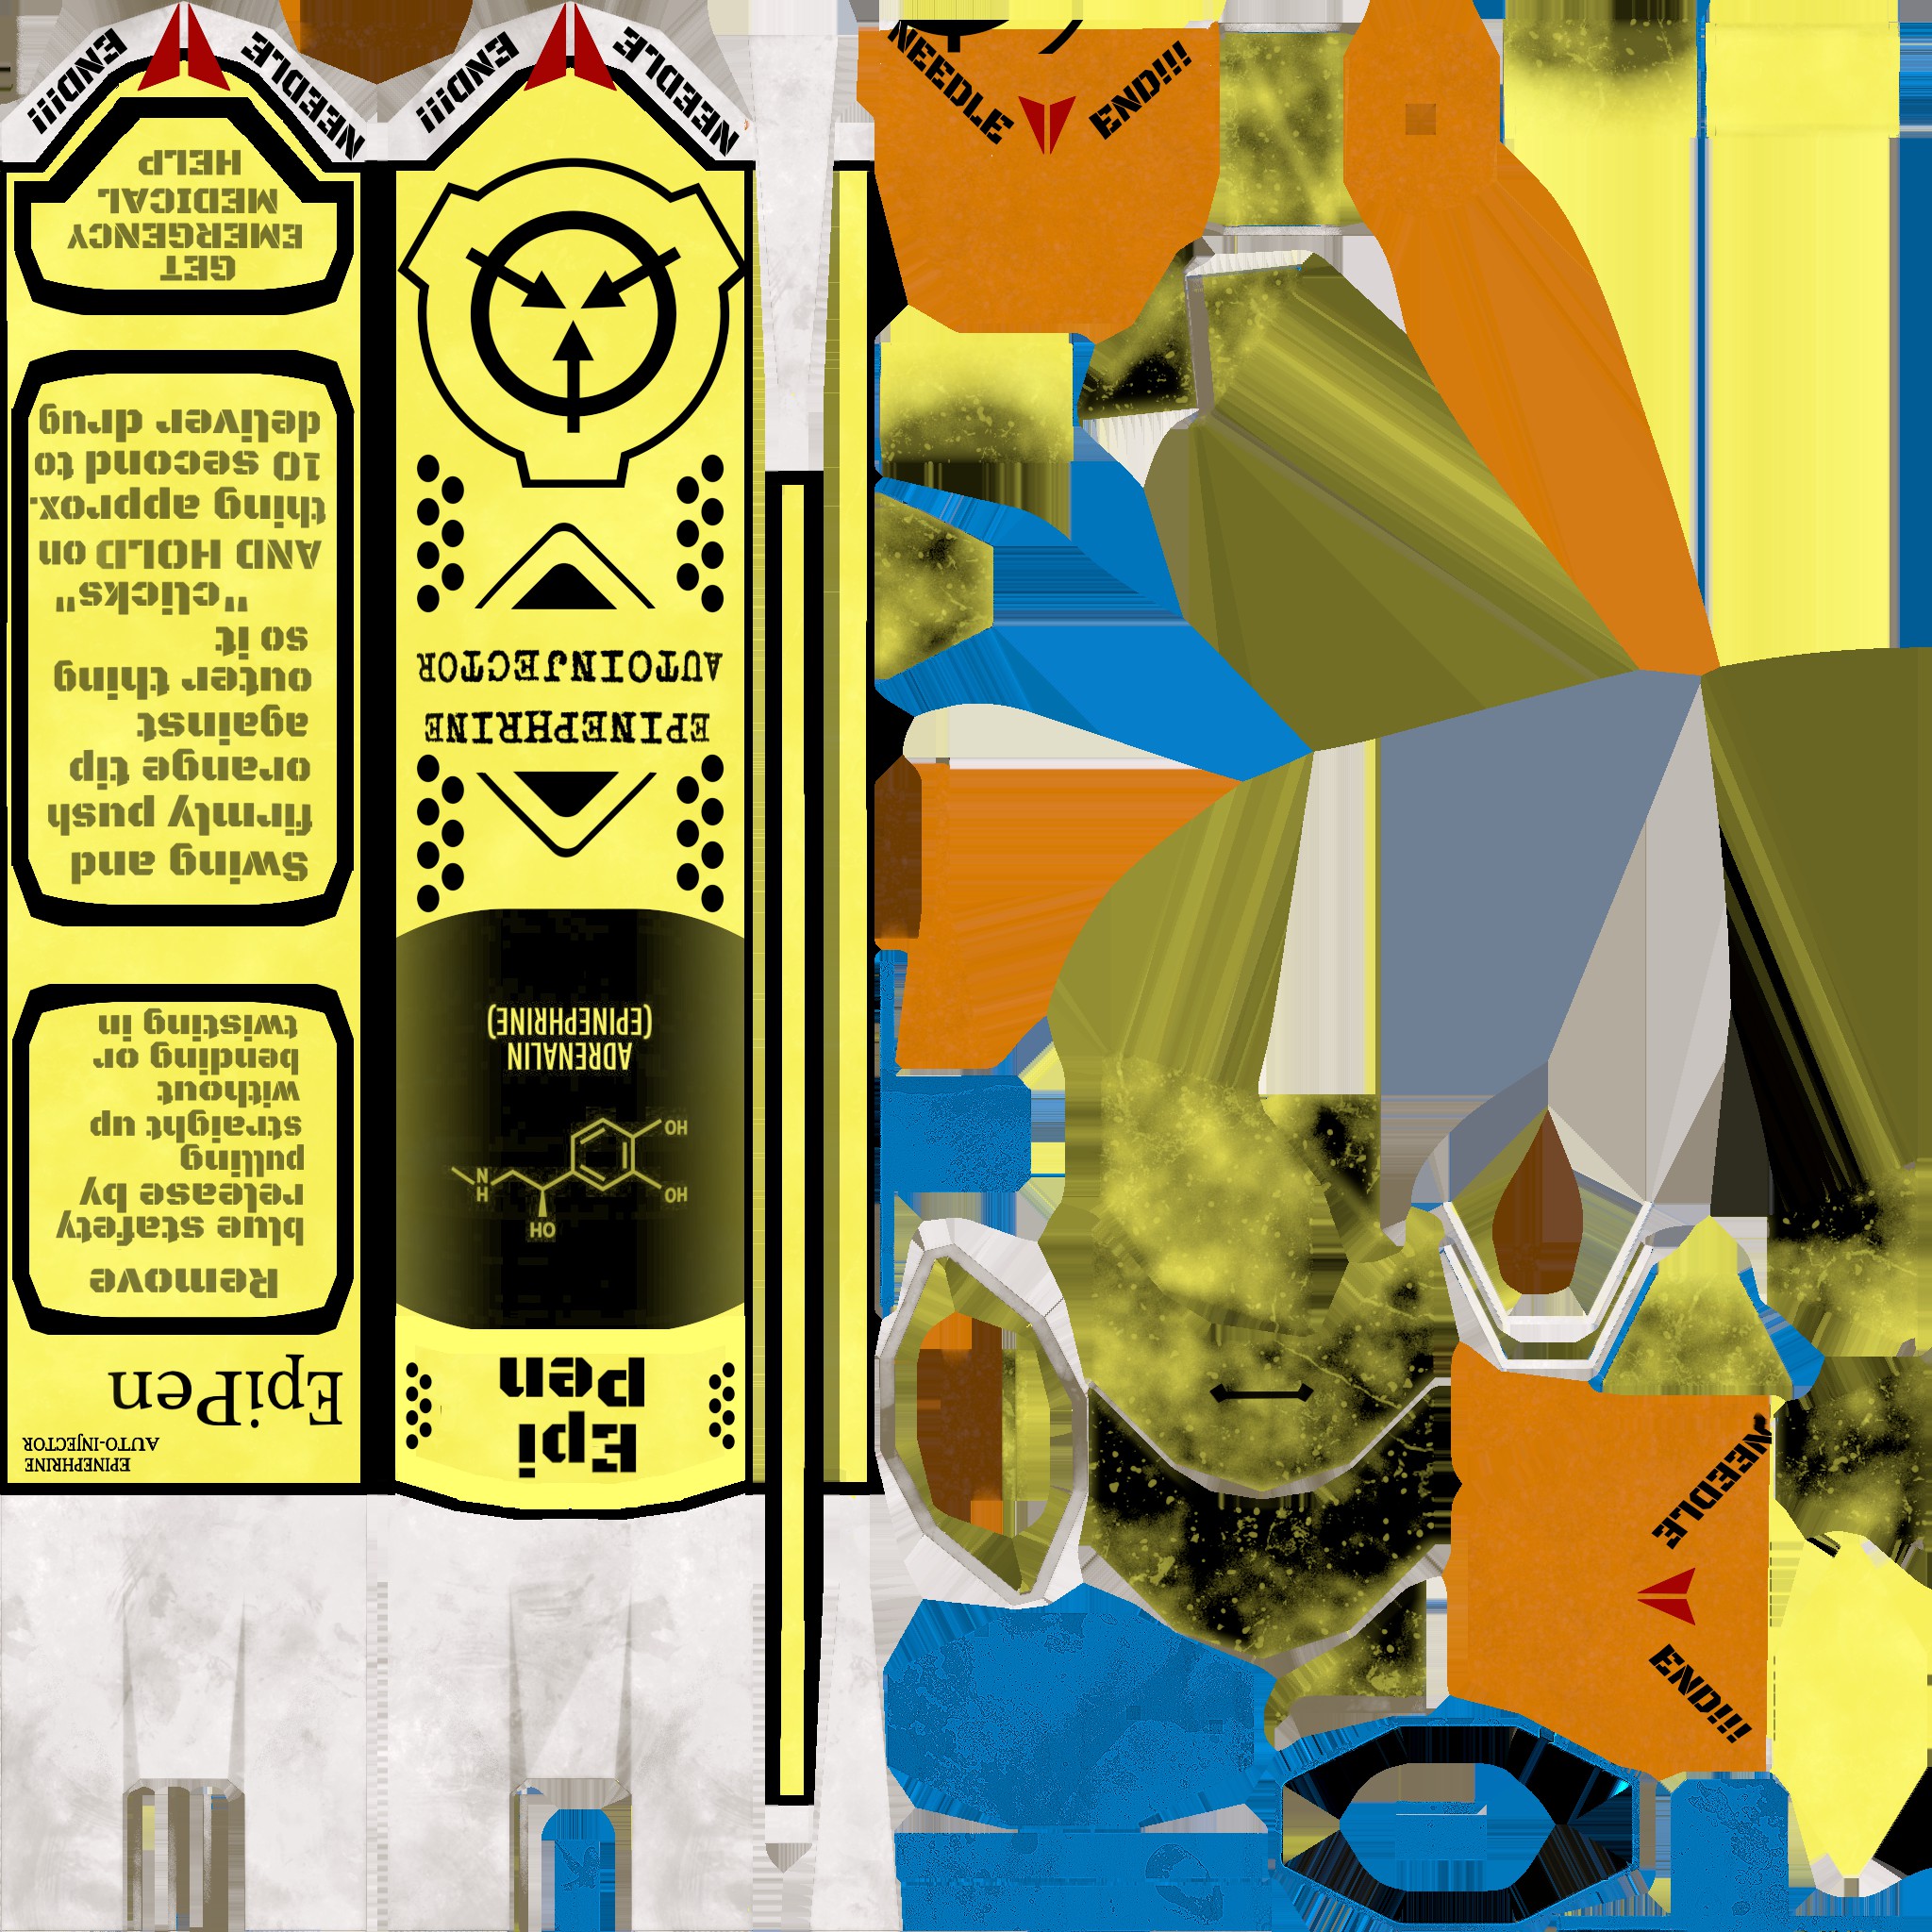 EpiPen
EPINEPHRINE
AUTO-INJECTOR
Remove
blue stafety
release by
pulling
straight up
without
bending or
twisting in
Swing and
firmly push
orange tip
against
outer thing
so it
"clicks"
AND HOLD on
thing approx.
10 second to
deliver drug
GET
EMERGENCY
MEDICAL
HELP
NEEDLE END!!!
Epi
Pen
HO
N
H
OH
OH
ADRENALIN
(EPINEPHRINE)
EPINEPHRINE
AUTOINJECTOR
NEEDLE END!!!
NEEDLE END!!!
NEEDLE END!!!